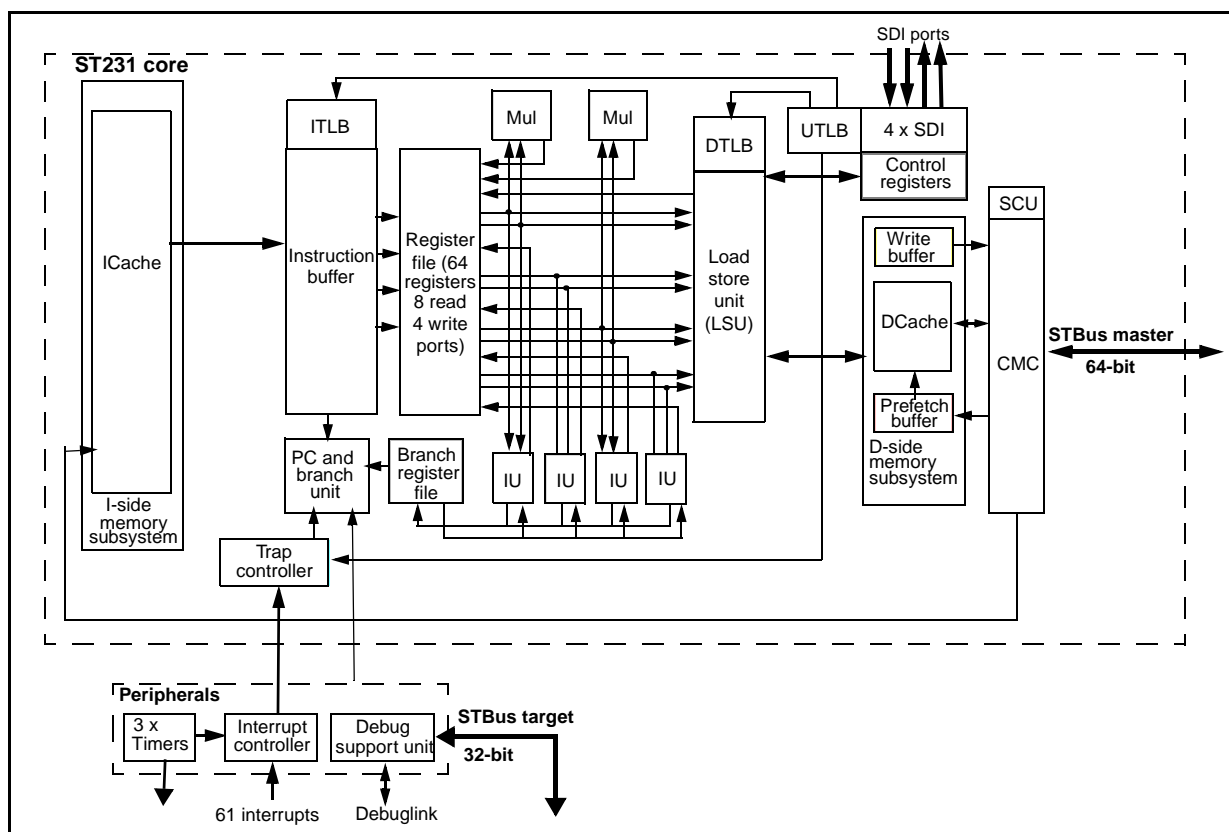 SDI ports
ST231 core
ITLB
Mul
Mul
DTLB
UTLB
4 x SDI
Control
registers
SCU
ICache
Instruction
buffer
Register
file (64
registers
8 read
4 write
ports)
Load
store
unit
(LSU)
Write
buffer
DCache
Prefetch
buffer
D-side
memory
subsystem
CMC
STBus master
64-bit
I-side
memory
subsystem
PC and
branch
unit
Branch
register
file
IU
IU
IU
IU
Trap
controller
Peripherals
3 x
Timers
Interrupt
controller
Debug
support unit
STBus target
32-bit
61 interrupts
Debuglink